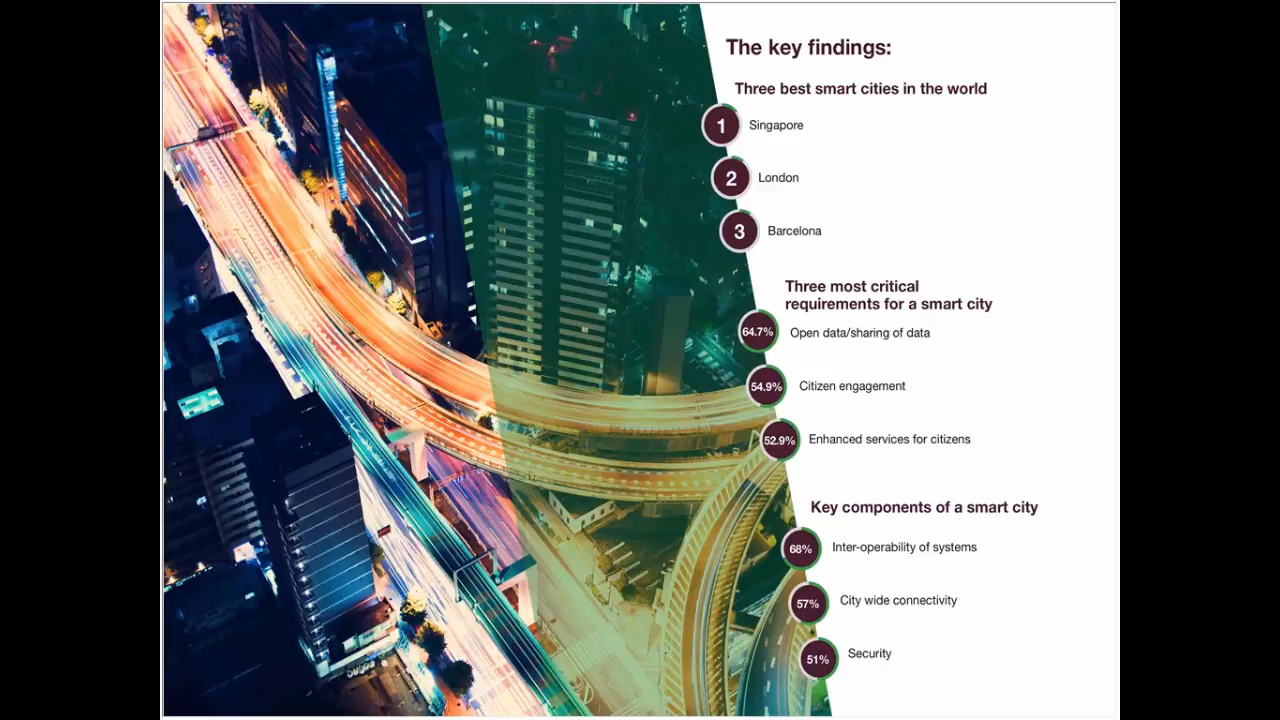 The key findings:
Three best smart cities in the world
1 Singapore
2 London
3 Barcelona
Three most critical
requirements for a smart city
64.7% Open data/sharing of data
54.9% Citizen engagement
52.9% Enhanced services for citizens
Key components of a smart city
68% Inter-operability of systems
57% City wide connectivity
51% Security